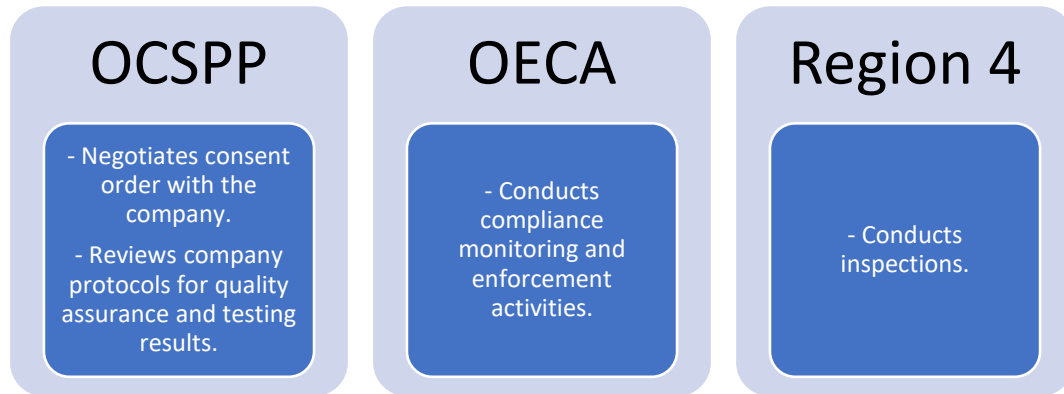 OCSPP
- Negotiates consent
order with the
company.
- Reviews company
protocols for quality
assurance and testing
results.
OECA
- Conducts
compliance
monitoring and
enforcement
activities.
Region 4
- Conducts
inspections.